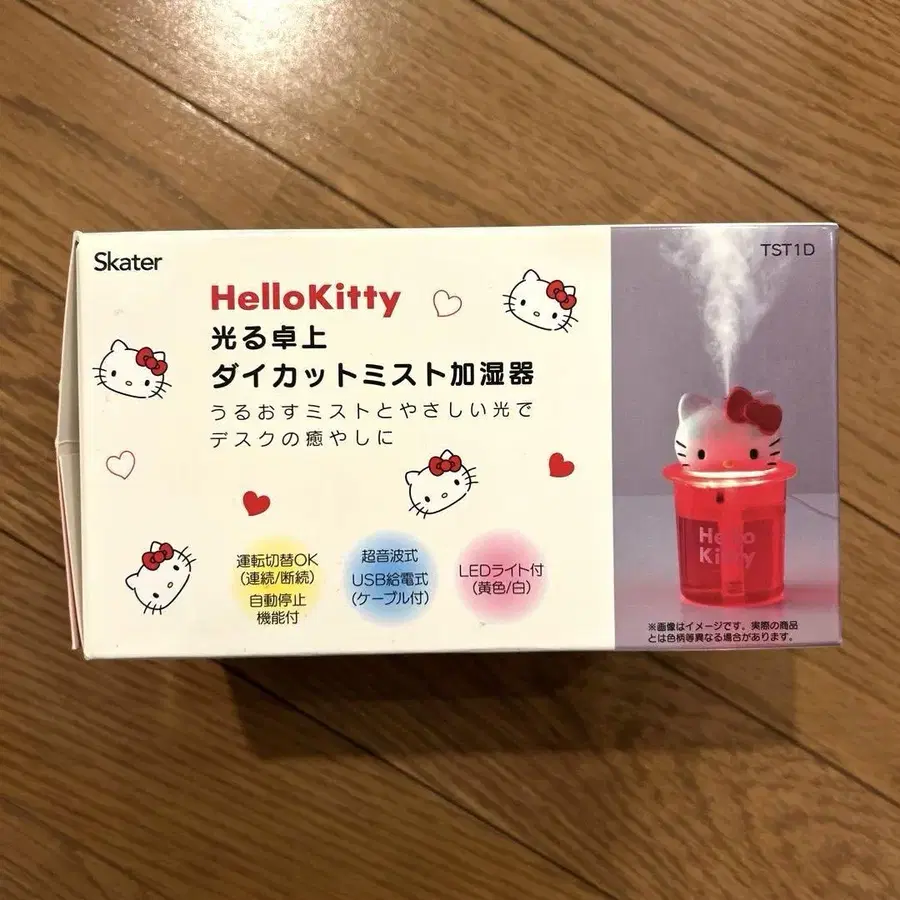 Skater
HelloKitty
光る卓上
ダイカットミスト加湿器
うるおすミストとやさしい光で
デスクの癒やしに
運転切替OK
(連続/断続)
自動停止
機能付
超音波式
USB給電式
(ケーブル付)
LEDライト付
(黄色/白)
TST1D
Hello
Kitty
※画像はイメージです。実際の商品
とは色柄等異なる場合があります。